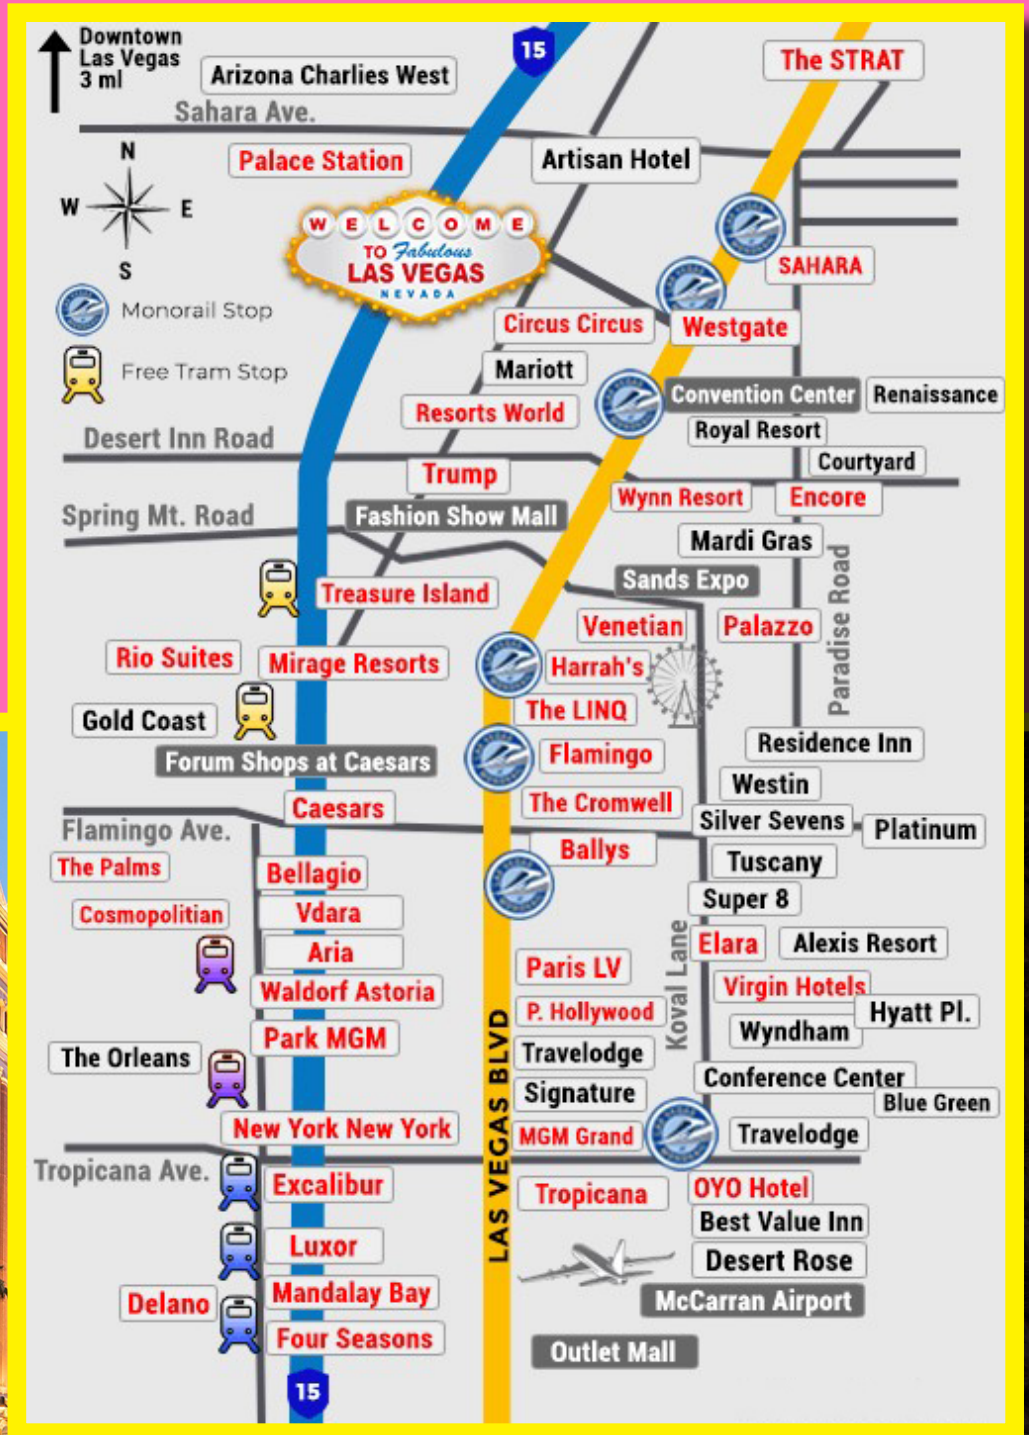 Downtown
Las Vegas
3 ml
15
The STRAT
Arizona Charlies West
Sahara Ave.
Palace Station
Artisan Hotel
N
W
E
S
WELCOME
TO Fabulous
LAS VEGAS
NEVADA
SAHARA
Monorail Stop
Circus Circus
Westgate
Free Tram Stop
Mariott
Convention Center
Renaissance
Resorts World
Royal Resort
Desert Inn Road
Courtyard
Trump
Wynn Resort
Encore
Spring Mt. Road
Fashion Show Mall
Mardi Gras
Sands Expo
Treasure Island
Venetian
Palazzo
Paradise Road
Rio Suites
Mirage Resorts
Harrah's
Gold Coast
The LINQ
Forum Shops at Caesars
Flamingo
Residence Inn
Westin
Caesars
The Cromwell
Flamingo Ave.
Silver Sevens
Platinum
Ballys
The Palms
Bellagio
Tuscany
Cosmopolitian
Vdara
Super 8
Aria
Elara
Alexis Resort
Koval Lane
Paris LV
Waldorf Astoria
Virgin Hotels
P. Hollywood
Hyatt Pl.
Park MGM
Wyndham
The Orleans
Travelodge
Signature
Conference Center
Blue Green
New York New York
MGM Grand
Travelodge
LAS VEGAS BLVD
Tropicana Ave.
Excalibur
Tropicana
OYO Hotel
Best Value Inn
Luxor
Desert Rose
Mandalay Bay
Delano
McCarran Airport
Four Seasons
Outlet Mall
15